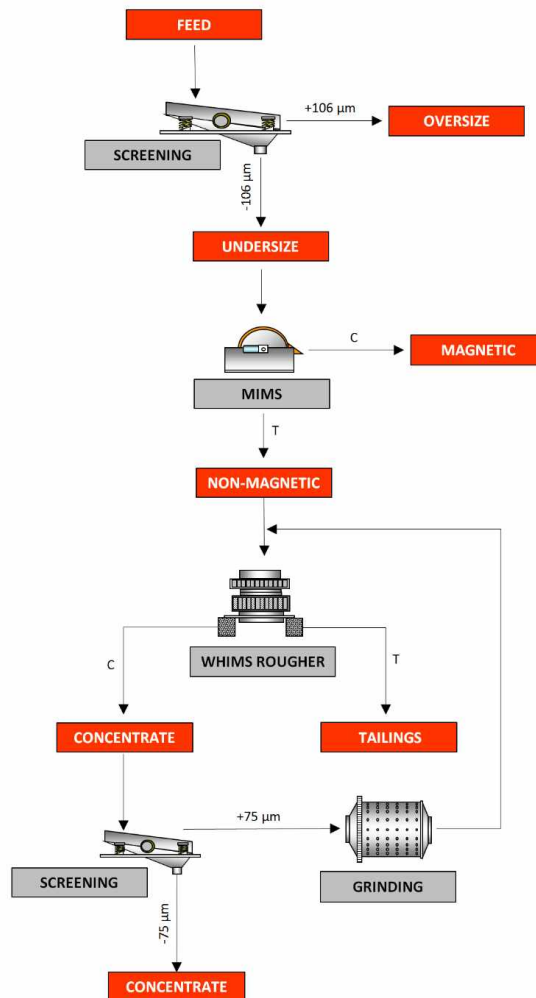 FEED
+106 µm
OVERSIZE
SCREENING
-106 µm
UNDERSIZE
C
MAGNETIC
MIMS
T
NON-MAGNETIC
WHIMS ROUGHER
C
T
CONCENTRATE
TAILINGS
+75 µm
SCREENING
GRINDING
-75 µm
CONCENTRATE